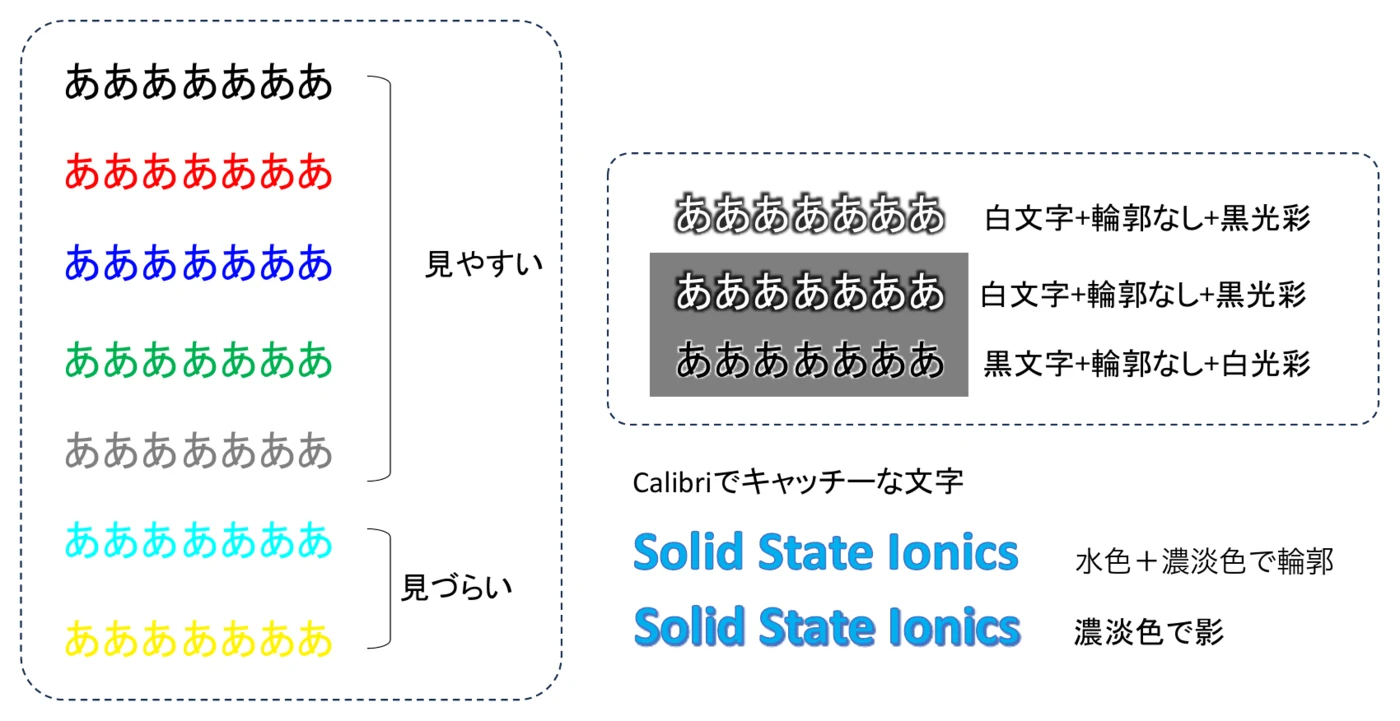 あああああああ
あああああああ
あああああああ
見やすい
あああああああ
あああああああ
あああああああ
見づらい
あああああああ
あああああああ 白文字+輪郭なし+黒光彩
あああああああ 白文字+輪郭なし+黒光彩
あああああああ 黒文字+輪郭なし+白光彩
Calibriでキャッチーな文字
Solid State Ionics 水色＋濃淡色で輪郭
Solid State Ionics 濃淡色で影